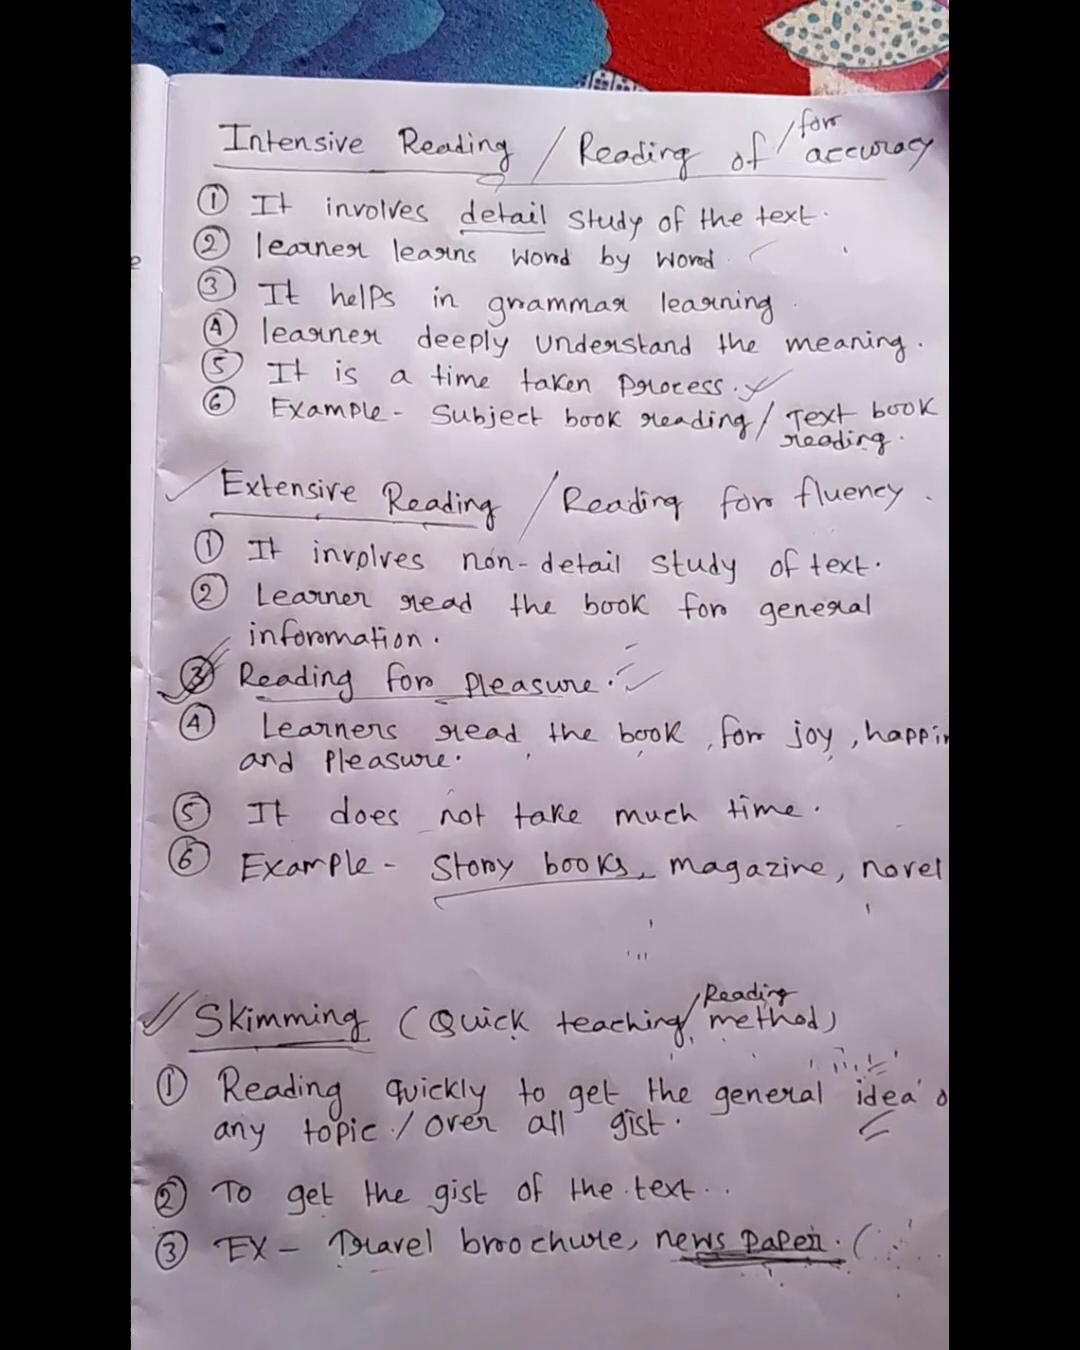 Intensive Reading / Reading of / for accuracy
① It involves detail study of the text.
② learner learns word by word
③ It helps in grammar learning
④ learner deeply understand the meaning.
⑤ It is a time taken process.
⑥ Example - Subject book reading / Text book
reading.
Extensive Reading / Reading for fluency.
① It involves non-detail study of text.
② Learner read the book for general
information.
③ Reading for pleasure.
④ Learners read the book, for joy, happin
and pleasure.
⑤ It does not take much time.
⑥ Example - Story books, magazine, novel
Skimming (Quick teaching / Reading method)
① Reading quickly to get the general idea o
any topic / over all gist.
② To get the gist of the text..
③ EX - Travel brochure, news paper.